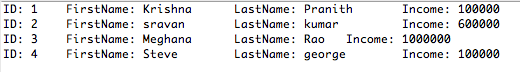 ID: 1 FirstName: Krishna LastName: Pranith Income: 100000
ID: 2 FirstName: sravan LastName: kumar Income: 600000
ID: 3 FirstName: Meghana LastName: Rao Income: 1000000
ID: 4 FirstName: Steve LastName: george Income: 100000